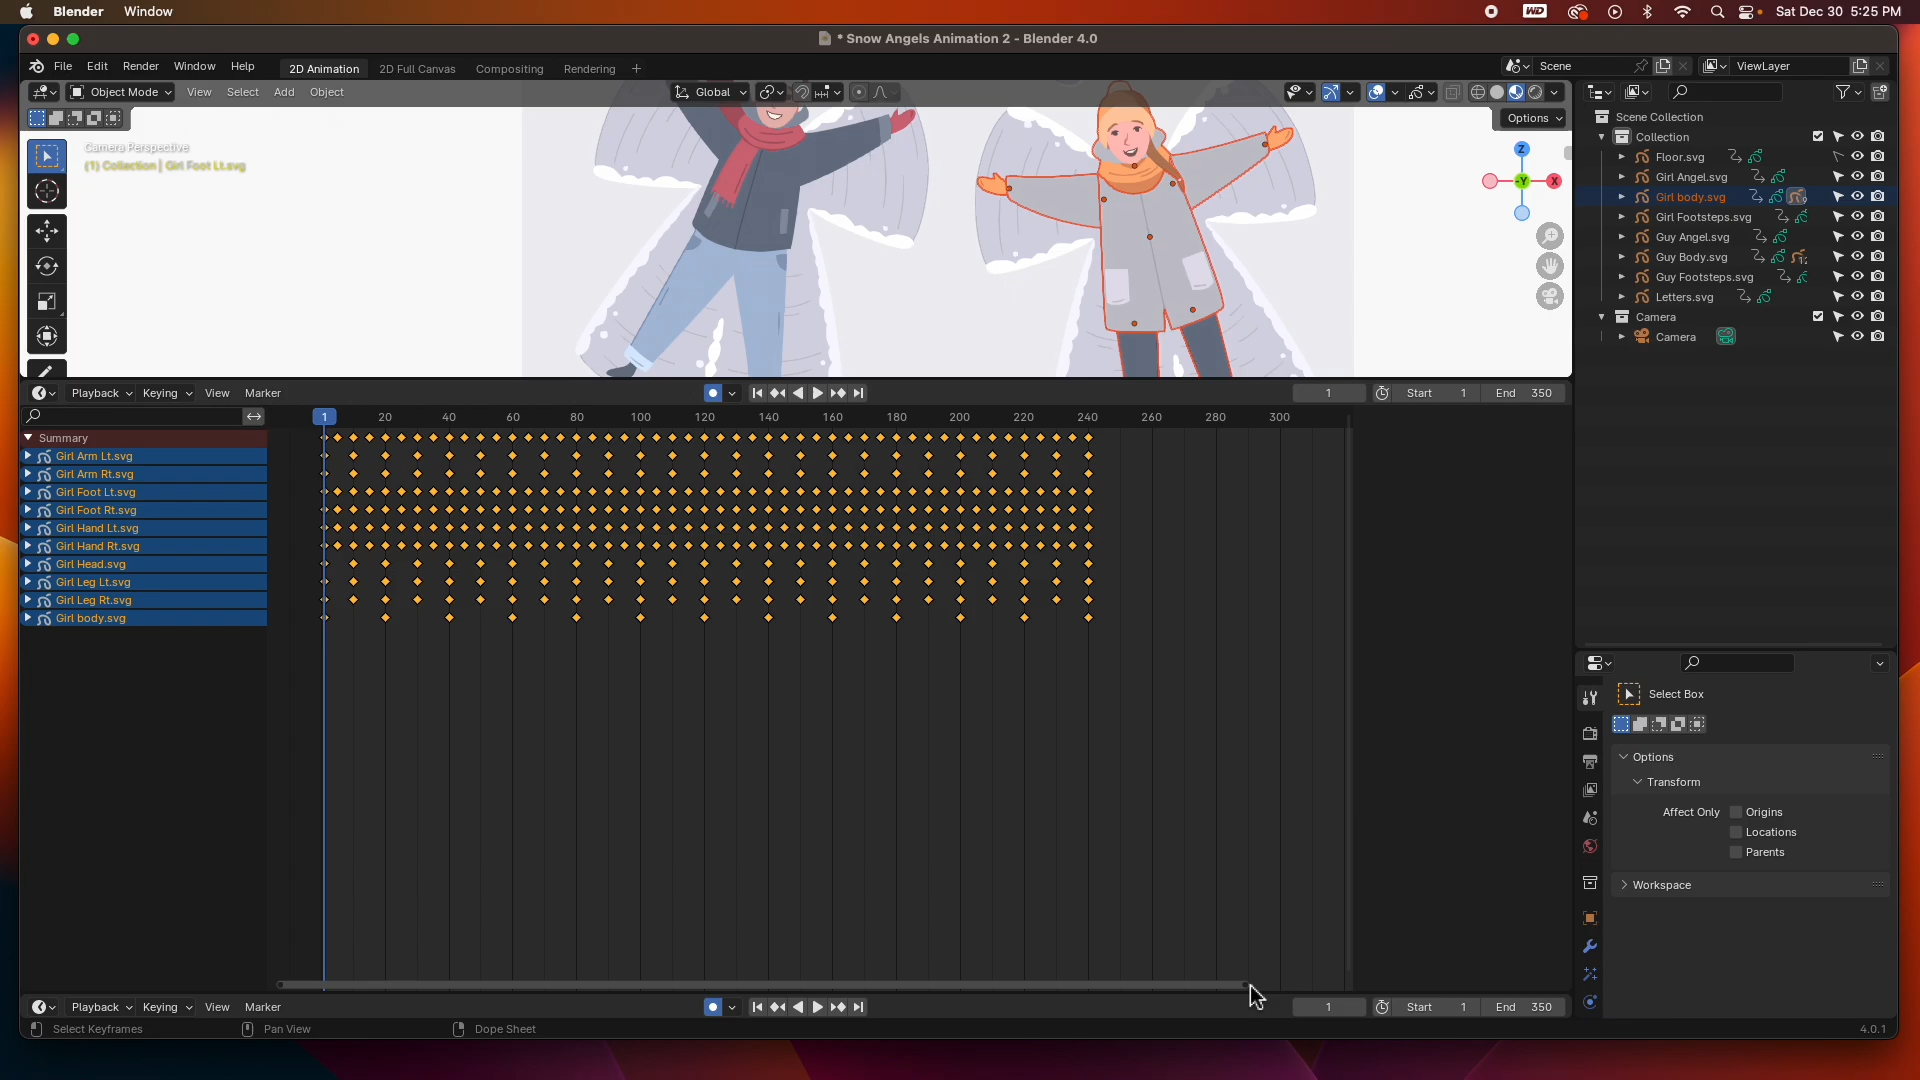 Blender Window WD Sat Dec 30 5:25 PM
* Snow Angels Animation 2 - Blender 4.0
File Edit Render Window Help 2D Animation 2D Full Canvas Compositing Rendering + Scene ViewLayer
Object Mode View Select Add Object Global
Options
Camera Perspective
(1) Collection | Girl Foot Lt.svg
Z
-Y X
Scene Collection
Collection
Floor.svg
Girl Angel.svg
Girl body.svg 9
Girl Footsteps.svg
Guy Angel.svg
Guy Body.svg 12
Guy Footsteps.svg
Letters.svg
Camera
Camera
Playback Keying View Marker 1 Start 1 End 350
1 20 40 60 80 100 120 140 160 180 200 220 240 260 280 300
Summary
Girl Arm Lt.svg
Girl Arm Rt.svg
Girl Foot Lt.svg
Girl Foot Rt.svg
Girl Hand Lt.svg
Girl Hand Rt.svg
Girl Head.svg
Girl Leg Lt.svg
Girl Leg Rt.svg
Girl body.svg
Select Box
Options
Transform
Affect Only Origins
Locations
Parents
Workspace
Playback Keying View Marker 1 Start 1 End 350
Select Keyframes Pan View Dope Sheet 4.0.1